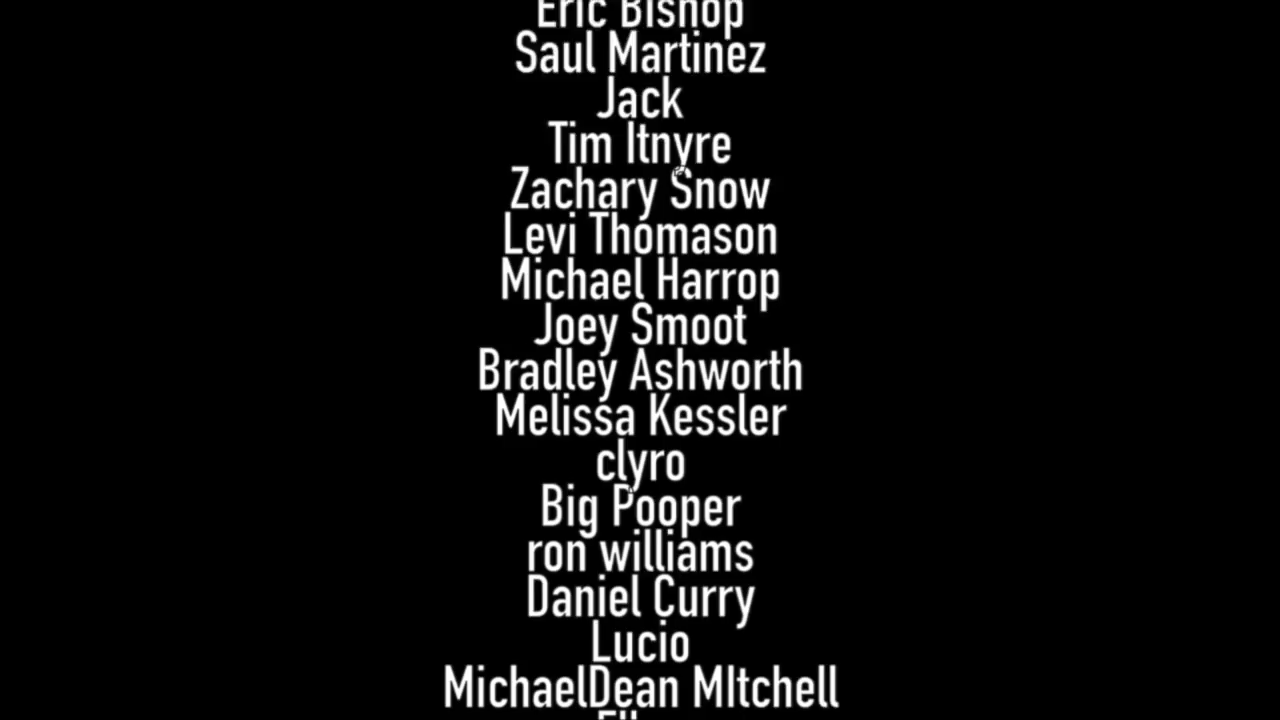 Eric Bishop
Saul Martinez
Jack
Tim Itnyre
Zachary Snow
Levi Thomason
Michael Harrop
Joey Smoot
Bradley Ashworth
Melissa Kessler
clyro
Big Pooper
ron williams
Daniel Curry
Lucio
MichaelDean MItchell